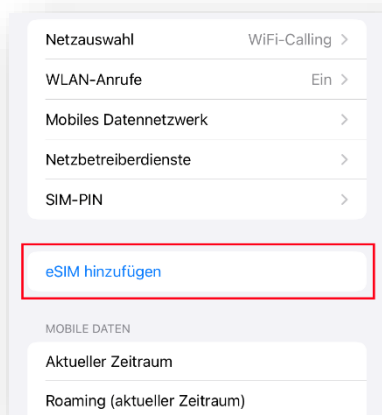 Netzauswahl WiFi-Calling
WLAN-Anrufe Ein
Mobiles Datennetzwerk
Netzbetreiberdienste
SIM-PIN
eSIM hinzufügen
MOBILE DATEN
Aktueller Zeitraum
Roaming (aktueller Zeitraum)